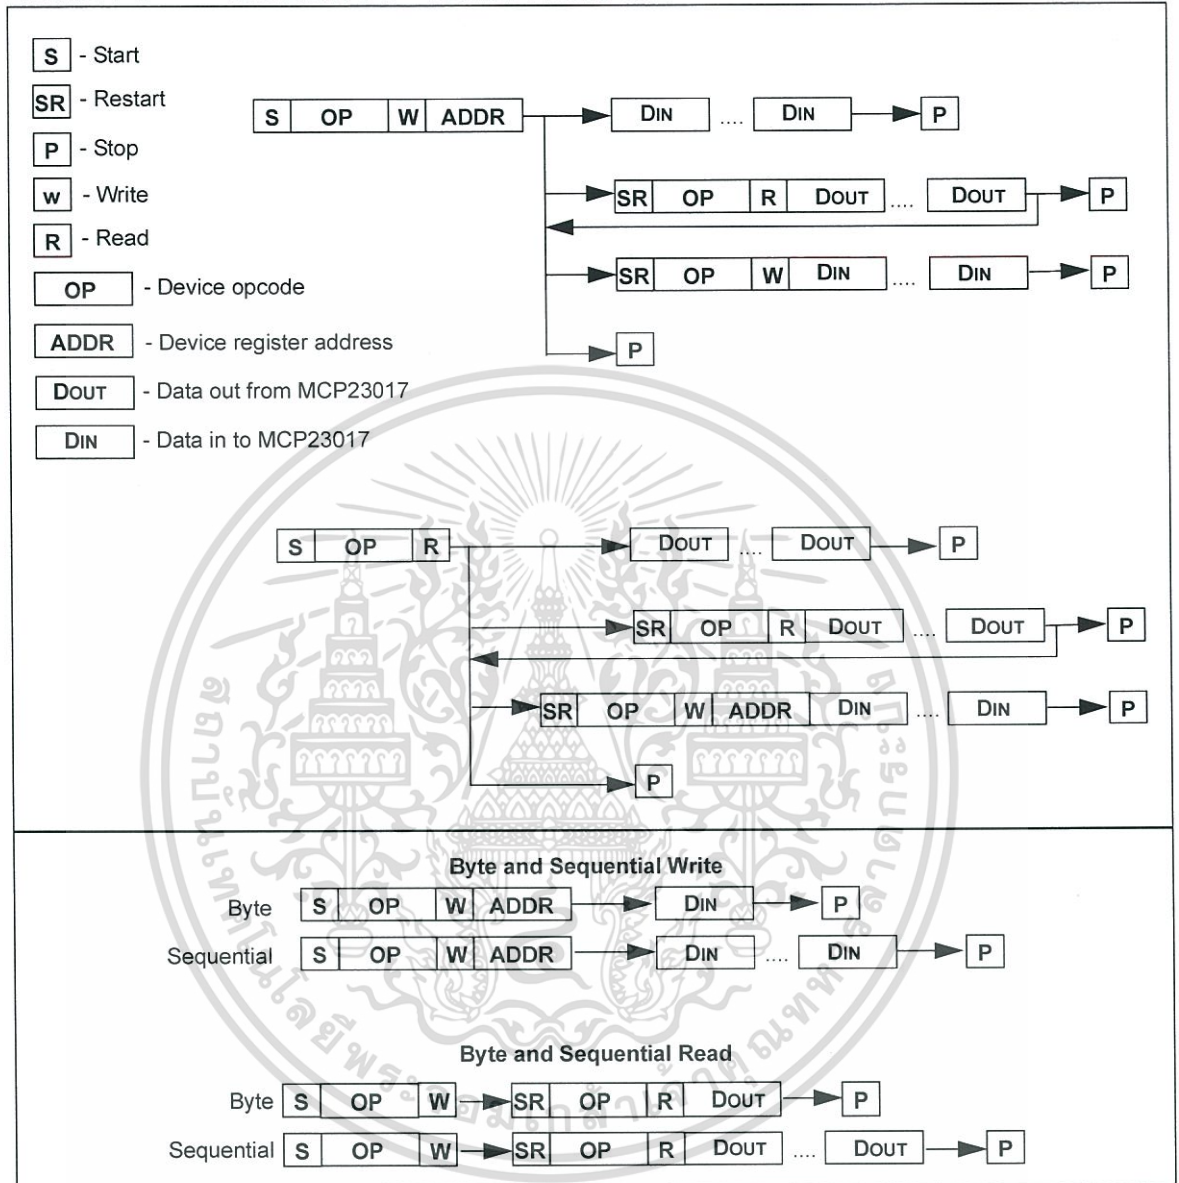 S - Start
SR - Restart
P - Stop
w - Write
R - Read
OP - Device opcode
ADDR - Device register address
DOUT - Data out from MCP23017
DIN - Data in to MCP23017
S OP W ADDR DIN .... DIN P
SR OP R DOUT .... DOUT P
SR OP W DIN .... DIN P
P
S OP R DOUT .... DOUT P
SR OP R DOUT .... DOUT P
SR OP W ADDR DIN .... DIN P
P
Byte and Sequential Write
Byte S OP W ADDR DIN P
Sequential S OP W ADDR DIN .... DIN P
Byte and Sequential Read
Byte S OP W SR OP R DOUT P
Sequential S OP W SR OP R DOUT .... DOUT P